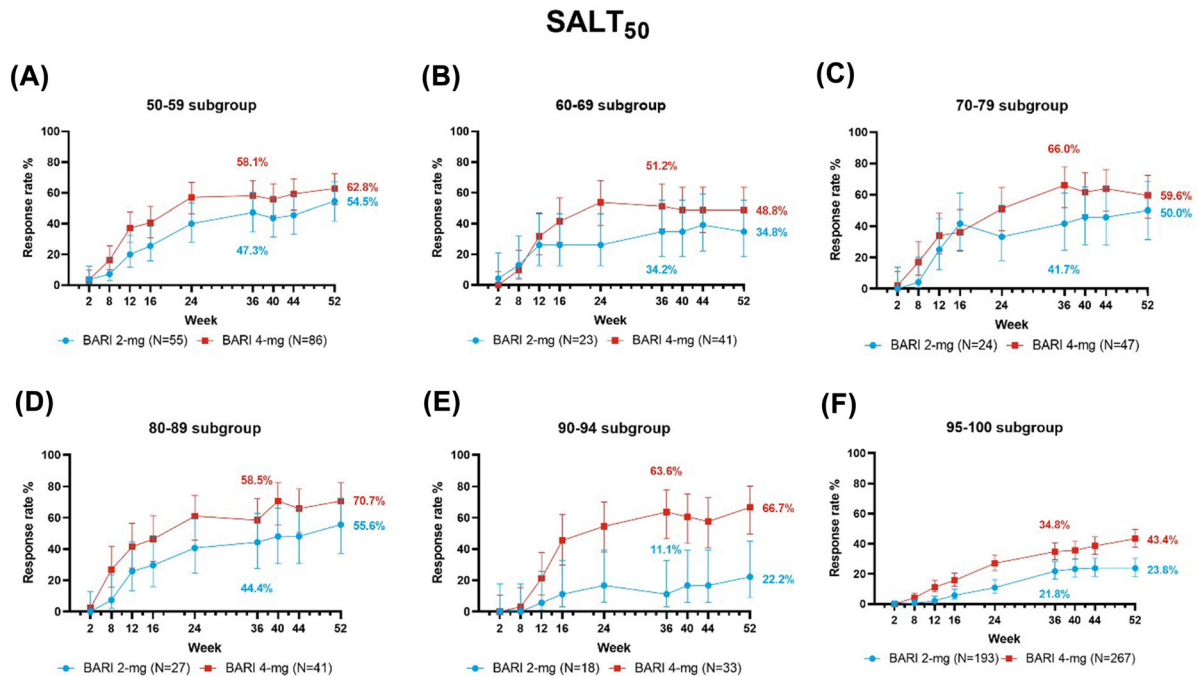 SALT50
(A)
50-59 subgroup
Response rate %
100
80
60
40
20
0
58.1%
62.8%
54.5%
47.3%
2 8 12 16 24 36 40 44 52
Week
BARI 2-mg (N=55) BARI 4-mg (N=86)
(B)
60-69 subgroup
Response rate %
100
80
60
40
20
0
51.2%
48.8%
34.8%
34.2%
2 8 12 16 24 36 40 44 52
Week
BARI 2-mg (N=23) BARI 4-mg (N=41)
(C)
70-79 subgroup
Response rate %
100
80
60
40
20
0
66.0%
59.6%
50.0%
41.7%
2 8 12 16 24 36 40 44 52
Week
BARI 2-mg (N=24) BARI 4-mg (N=47)
(D)
80-89 subgroup
Response rate %
100
80
60
40
20
0
58.5%
70.7%
55.6%
44.4%
2 8 12 16 24 36 40 44 52
Week
BARI 2-mg (N=27) BARI 4-mg (N=41)
(E)
90-94 subgroup
Response rate %
100
80
60
40
20
0
63.6%
66.7%
11.1%
22.2%
2 8 12 16 24 36 40 44 52
Week
BARI 2-mg (N=18) BARI 4-mg (N=33)
(F)
95-100 subgroup
Response rate %
100
80
60
40
20
0
34.8%
43.4%
23.8%
21.8%
2 8 12 16 24 36 40 44 52
Week
BARI 2-mg (N=193) BARI 4-mg (N=267)